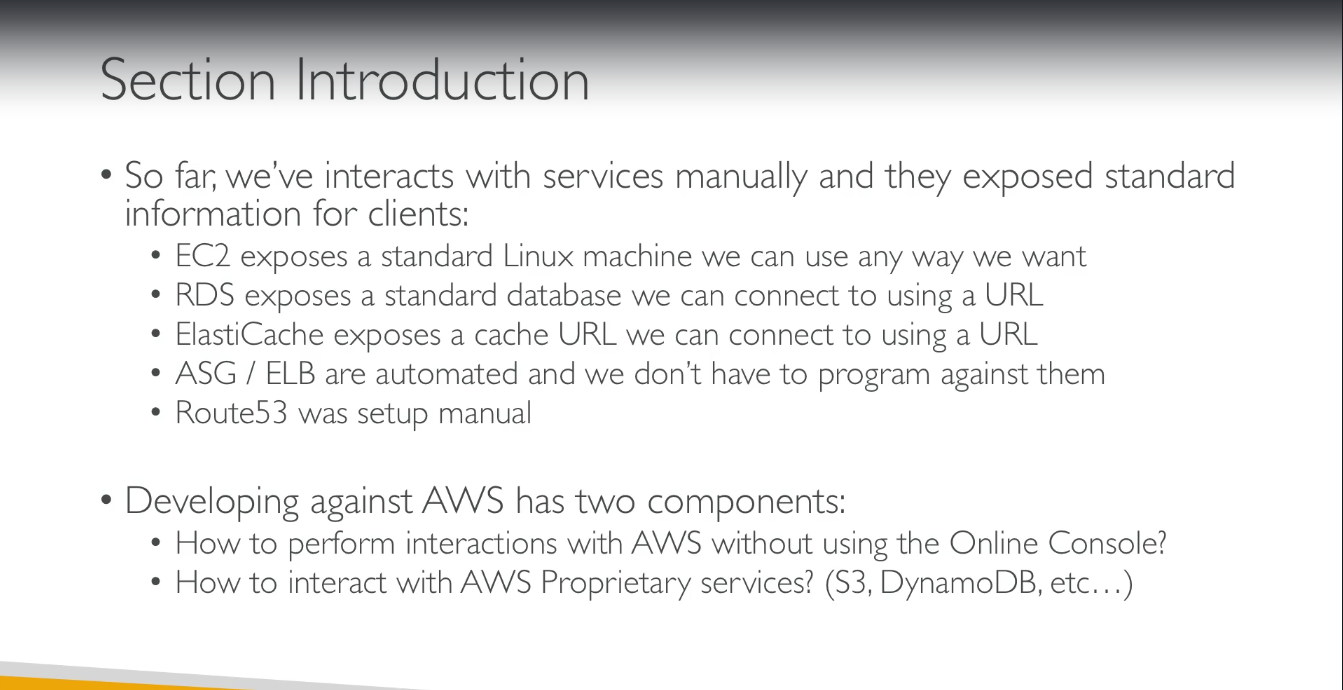 Section Introduction
• So far, we've interacts with services manually and they exposed standard
information for clients:
• EC2 exposes a standard Linux machine we can use any way we want
• RDS exposes a standard database we can connect to using a URL
• ElastiCache exposes a cache URL we can connect to using a URL
• ASG / ELB are automated and we don't have to program against them
• Route53 was setup manual
• Developing against AWS has two components:
• How to perform interactions with AWS without using the Online Console?
• How to interact with AWS Proprietary services? (S3, DynamoDB, etc…)